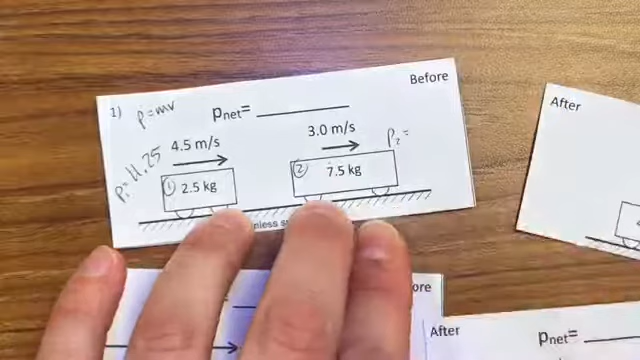 Before
1) p=mv
pnet= ________
4.5 m/s
3.0 m/s
p₂=
P₁= 11.25
① 2.5 kg
② 7.5 kg
After
ore
After
pnet=